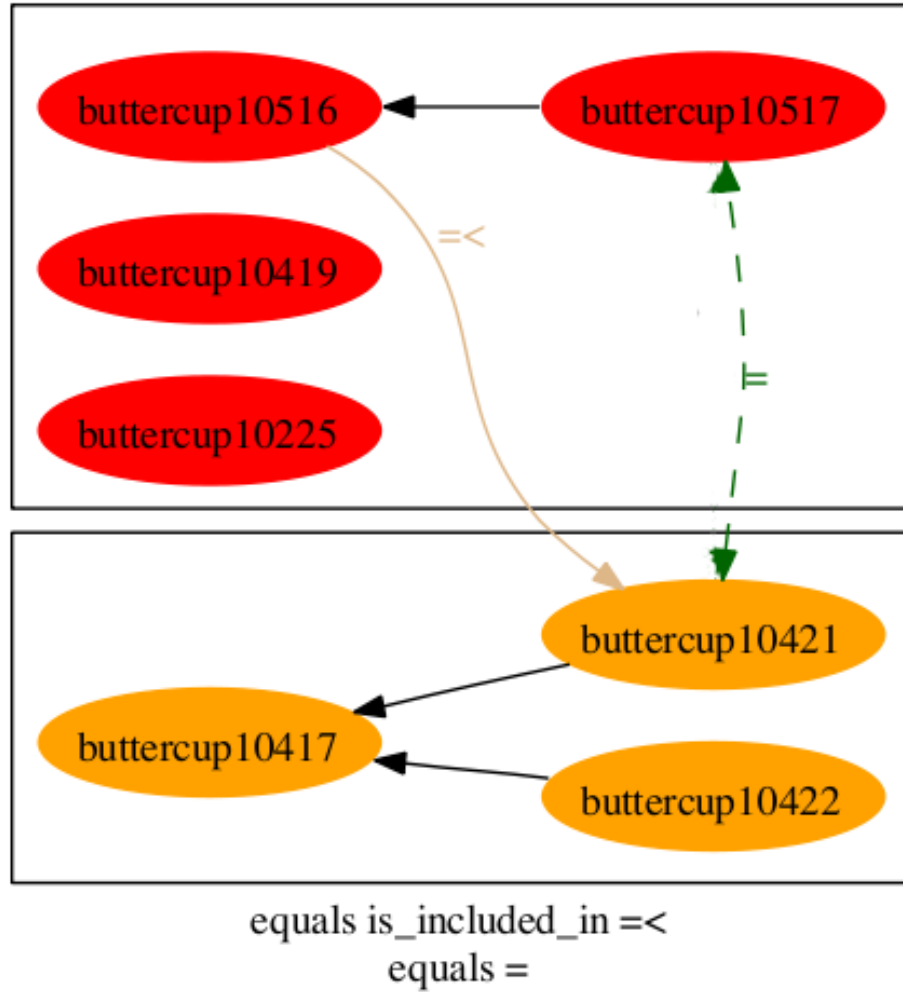 buttercup10516
buttercup10517
=<
buttercup10419
buttercup10225
buttercup10421
buttercup10417
buttercup10422
equals is_included_in =<
equals =